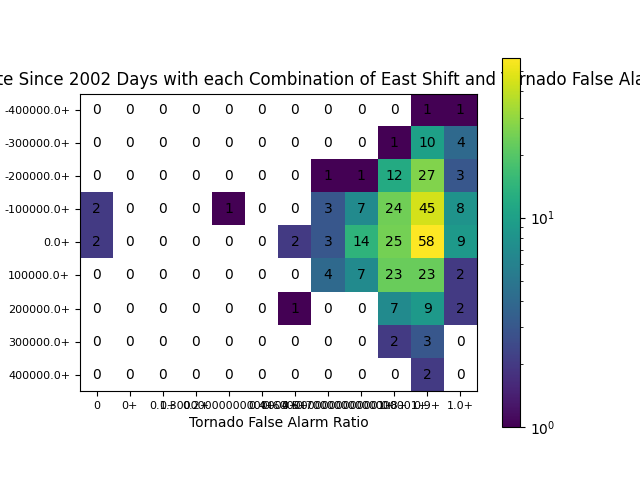 te Since 2002 Days with each Combination of East Shift and Tornado False Ala
-400000.0+ 0 0 0 0 0 0 0 0 0 0 1 1
-300000.0+ 0 0 0 0 0 0 0 0 0 1 10 4
-200000.0+ 0 0 0 0 0 0 0 1 1 12 27 3
-100000.0+ 2 0 0 0 1 0 0 3 7 24 45 8
0.0+ 2 0 0 0 0 0 2 3 14 25 58 9
100000.0+ 0 0 0 0 0 0 0 4 7 23 23 2
200000.0+ 0 0 0 0 0 0 1 0 0 7 9 2
300000.0+ 0 0 0 0 0 0 0 0 0 2 3 0
400000.0+ 0 0 0 0 0 0 0 0 0 0 2 0
0 0+ 1.0+
Tornado False Alarm Ratio
10¹
10⁰